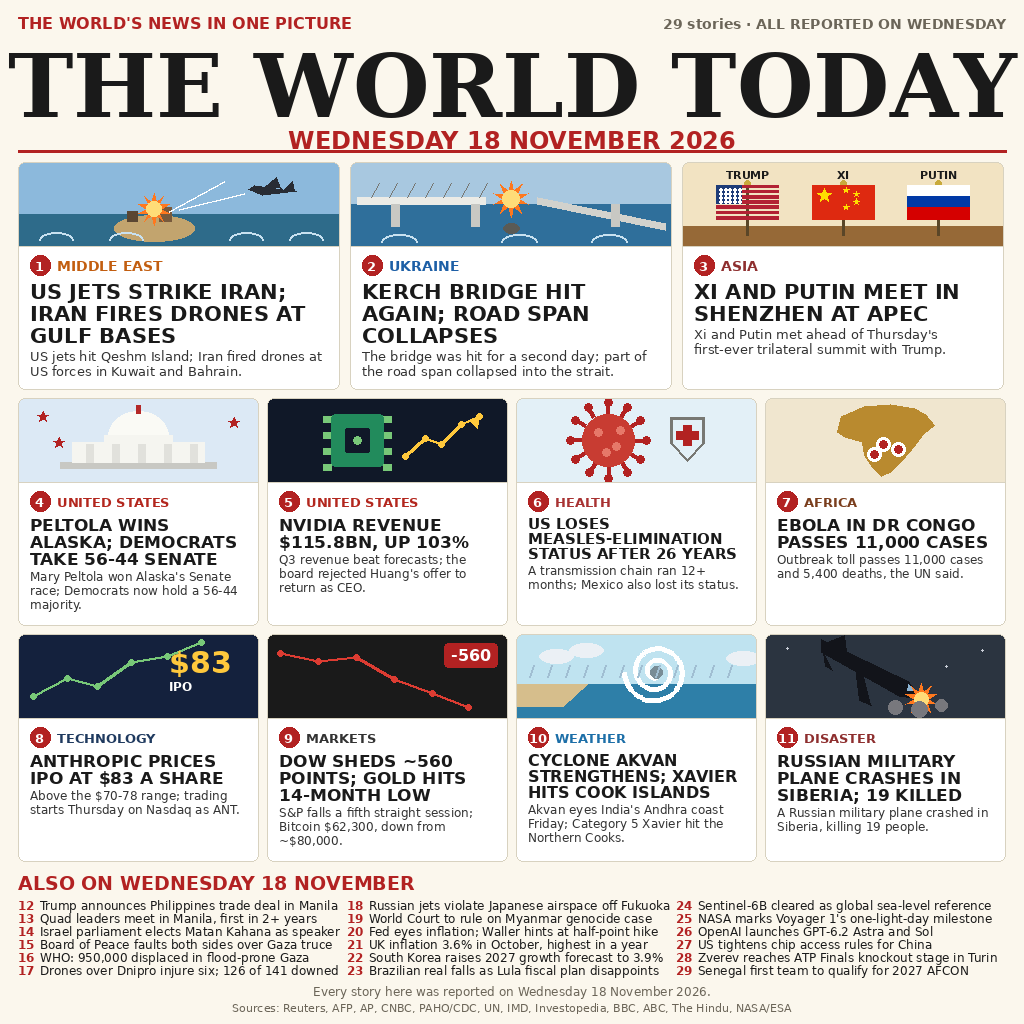 THE WORLD'S NEWS IN ONE PICTURE
29 stories · ALL REPORTED ON WEDNESDAY
THE WORLD TODAY
WEDNESDAY 18 NOVEMBER 2026
TRUMP
XI
PUTIN
1 MIDDLE EAST
US JETS STRIKE IRAN;
IRAN FIRES DRONES AT
GULF BASES
US jets hit Qeshm Island; Iran fired drones at
US forces in Kuwait and Bahrain.
2 UKRAINE
KERCH BRIDGE HIT
AGAIN; ROAD SPAN
COLLAPSES
The bridge was hit for a second day; part of
the road span collapsed into the strait.
3 ASIA
XI AND PUTIN MEET IN
SHENZHEN AT APEC
Xi and Putin met ahead of Thursday's
first-ever trilateral summit with Trump.
4 UNITED STATES
PELTOLA WINS
ALASKA; DEMOCRATS
TAKE 56-44 SENATE
Mary Peltola won Alaska's Senate
race; Democrats now hold a 56-44
majority.
5 UNITED STATES
NVIDIA REVENUE
$115.8BN, UP 103%
Q3 revenue beat forecasts; the
board rejected Huang's offer to
return as CEO.
6 HEALTH
US LOSES
MEASLES-ELIMINATION
STATUS AFTER 26 YEARS
A transmission chain ran 12+
months; Mexico also lost its status.
7 AFRICA
EBOLA IN DR CONGO
PASSES 11,000 CASES
Outbreak toll passes 11,000 cases
and 5,400 deaths, the UN said.
$83
IPO
8 TECHNOLOGY
ANTHROPIC PRICES
IPO AT $83 A SHARE
Above the $70-78 range; trading
starts Thursday on Nasdaq as ANT.
-560
9 MARKETS
DOW SHEDS ~560
POINTS; GOLD HITS
14-MONTH LOW
S&P falls a fifth straight session;
Bitcoin $62,300, down from
~$80,000.
10 WEATHER
CYCLONE AKVAN
STRENGTHENS; XAVIER
HITS COOK ISLANDS
Akvan eyes India's Andhra coast
Friday; Category 5 Xavier hit the
Northern Cooks.
11 DISASTER
RUSSIAN MILITARY
PLANE CRASHES IN
SIBERIA; 19 KILLED
A Russian military plane crashed in
Siberia, killing 19 people.
ALSO ON WEDNESDAY 18 NOVEMBER
12 Trump announces Philippines trade deal in Manila
13 Quad leaders meet in Manila, first in 2+ years
14 Israel parliament elects Matan Kahana as speaker
15 Board of Peace faults both sides over Gaza truce
16 WHO: 950,000 displaced in flood-prone Gaza
17 Drones over Dnipro injure six; 126 of 141 downed
18 Russian jets violate Japanese airspace off Fukuoka
19 World Court to rule on Myanmar genocide case
20 Fed eyes inflation; Waller hints at half-point hike
21 UK inflation 3.6% in October, highest in a year
22 South Korea raises 2027 growth forecast to 3.9%
23 Brazilian real falls as Lula fiscal plan disappoints
24 Sentinel-6B cleared as global sea-level reference
25 NASA marks Voyager 1's one-light-day milestone
26 OpenAI launches GPT-6.2 Astra and Sol
27 US tightens chip access rules for China
28 Zverev reaches ATP Finals knockout stage in Turin
29 Senegal first team to qualify for 2027 AFCON
Every story here was reported on Wednesday 18 November 2026.
Sources: Reuters, AFP, AP, CNBC, PAHO/CDC, UN, IMD, Investopedia, BBC, ABC, The Hindu, NASA/ESA